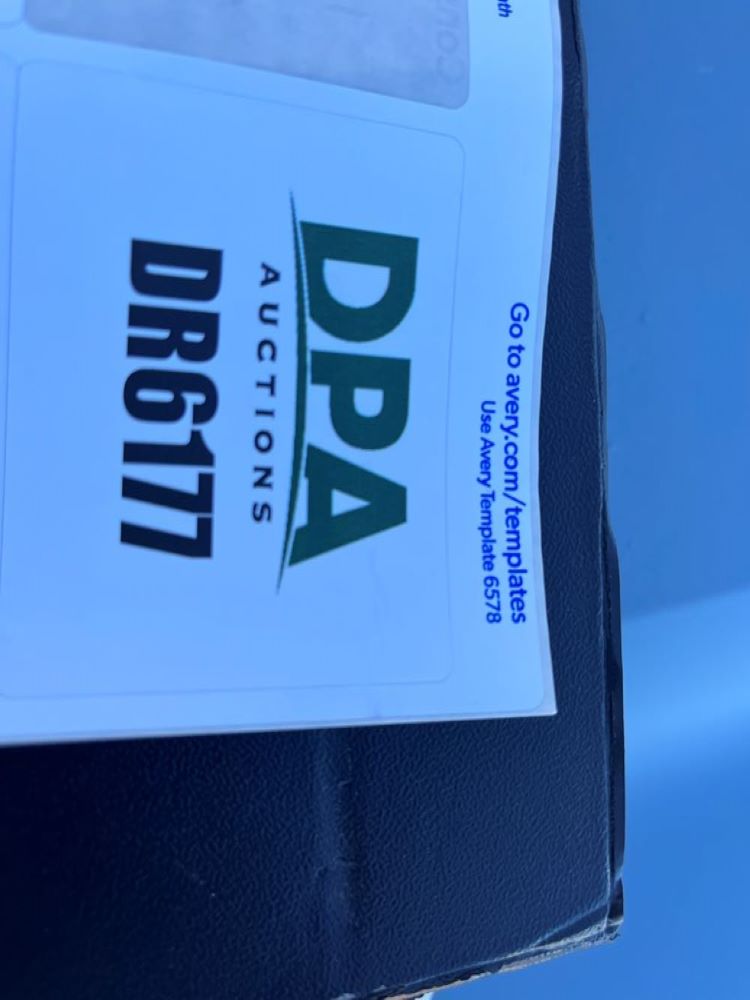 Go to avery.com/templates
Use Avery Template 6578
DPA
AUCTIONS
DR6177